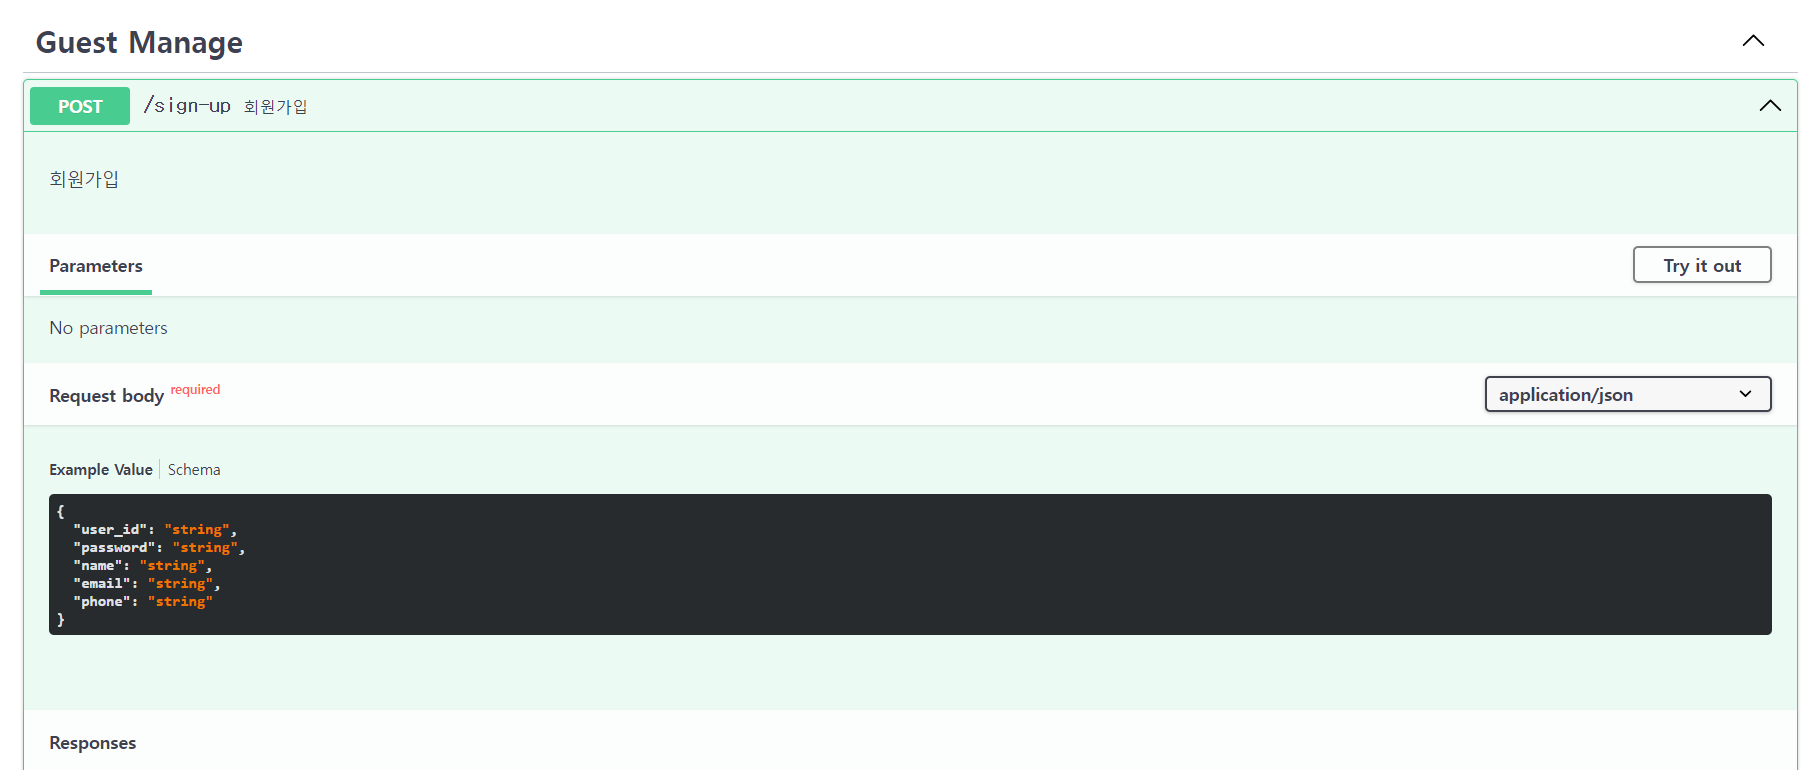 Guest Manage
POST /sign-up 회원가입
회원가입
Parameters
Try it out
No parameters
Request body required
application/json
Example Value Schema
{
  "user_id": "string",
  "password": "string",
  "name": "string",
  "email": "string",
  "phone": "string"
}
Responses